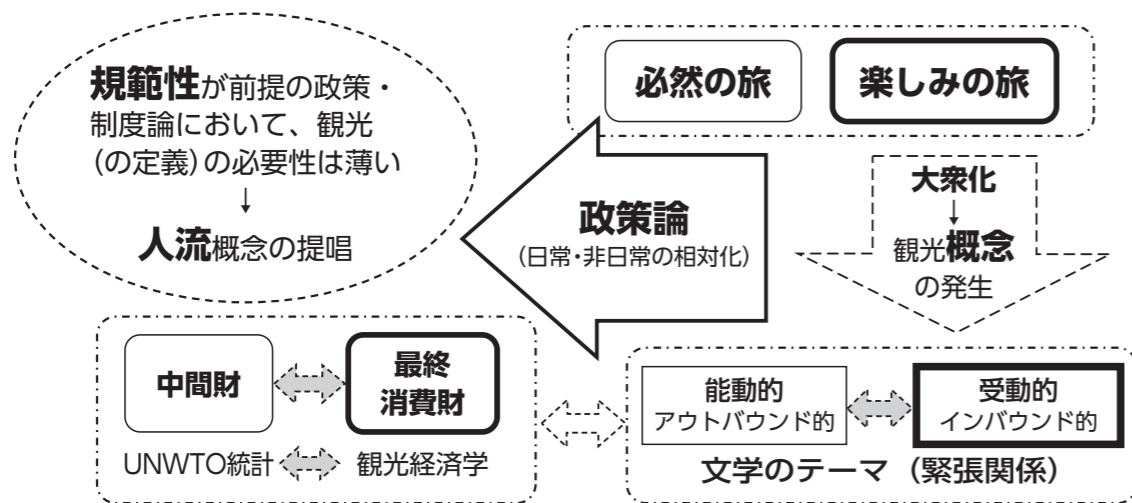 規範性が前提の政策・
制度論において、観光
(の定義)の必要性は薄い
↓
人流概念の提唱
必然の旅
楽しみの旅
政策論
(日常・非日常の相対化)
大衆化
↓
観光概念
の発生
中間財
最終
消費財
UNWTO統計
観光経済学
能動的
アウトバウンド的
受動的
インバウンド的
文学のテーマ(緊張関係)